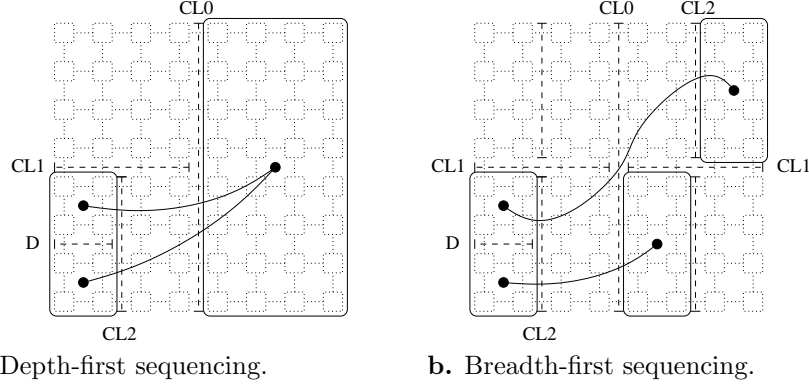 CL0
CL0
CL2
CL1
CL1
CL1
D
D
CL2
CL2
Depth-first sequencing.
b. Breadth-first sequencing.